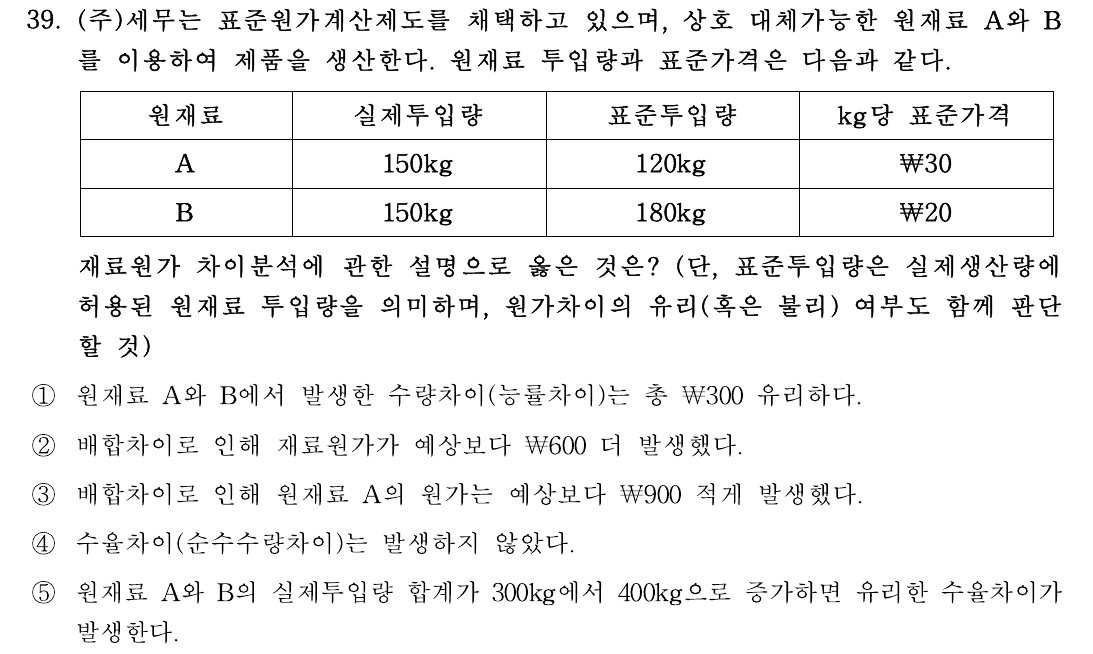 39. (주)세무는 표준원가계산제도를 채택하고 있으며, 상호 대체가능한 원재료 A와 B
를 이용하여 제품을 생산한다. 원재료 투입량과 표준가격은 다음과 같다.
원재료 실제투입량 표준투입량 kg당 표준가격
A 150kg 120kg ₩30
B 150kg 180kg ₩20
재료원가 차이분석에 관한 설명으로 옳은 것은? (단, 표준투입량은 실제생산량에
허용된 원재료 투입량을 의미하며, 원가차이의 유리(혹은 불리) 여부도 함께 판단
할 것)
① 원재료 A와 B에서 발생한 수량차이(능률차이)는 총 ₩300 유리하다.
② 배합차이로 인해 재료원가가 예상보다 ₩600 더 발생했다.
③ 배합차이로 인해 원재료 A의 원가는 예상보다 ₩900 적게 발생했다.
④ 수율차이(순수수량차이)는 발생하지 않았다.
⑤ 원재료 A와 B의 실제투입량 합계가 300kg에서 400kg으로 증가하면 유리한 수율차이가
발생한다.